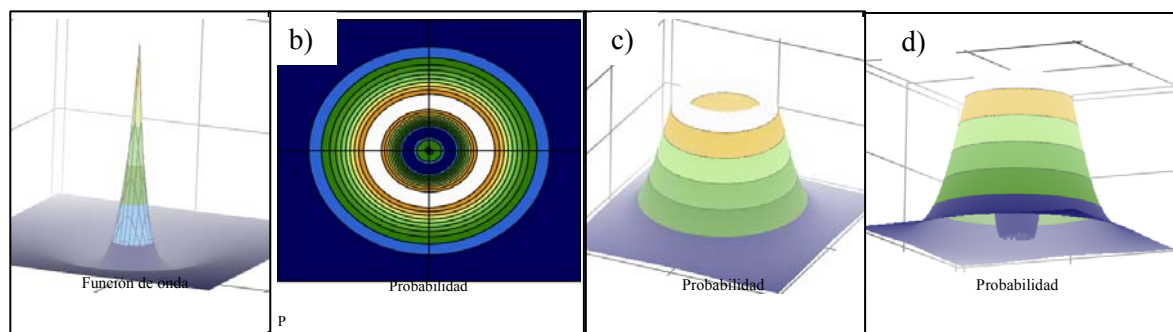 b)
c)
d)
Función de onda
Probabilidad
Probabilidad
Probabilidad
P